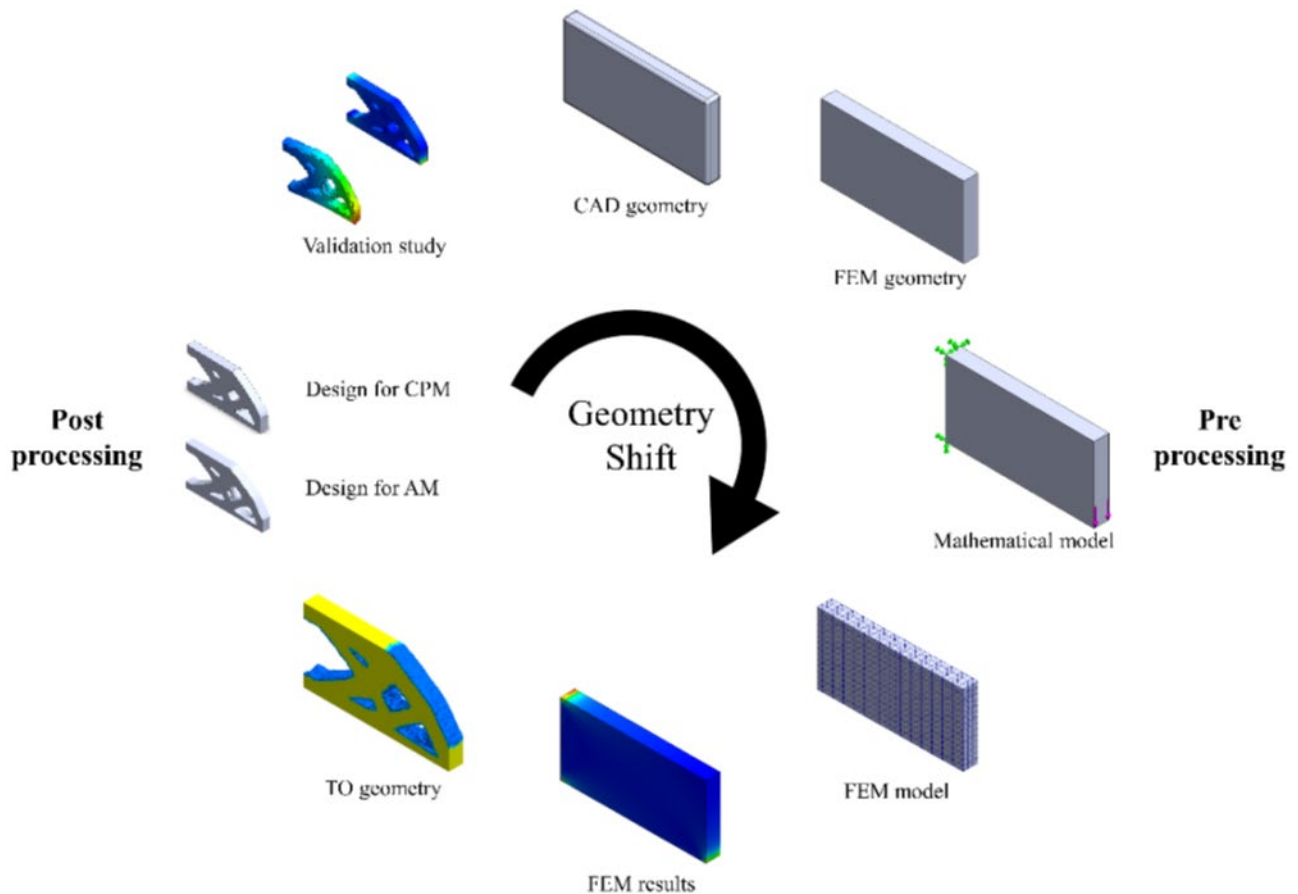 CAD geometry
FEM geometry
Validation study
Design for CPM
Geometry
Shift
Post
processing
Pre
processing
Design for AM
Mathematical model
TO geometry
FEM model
FEM results